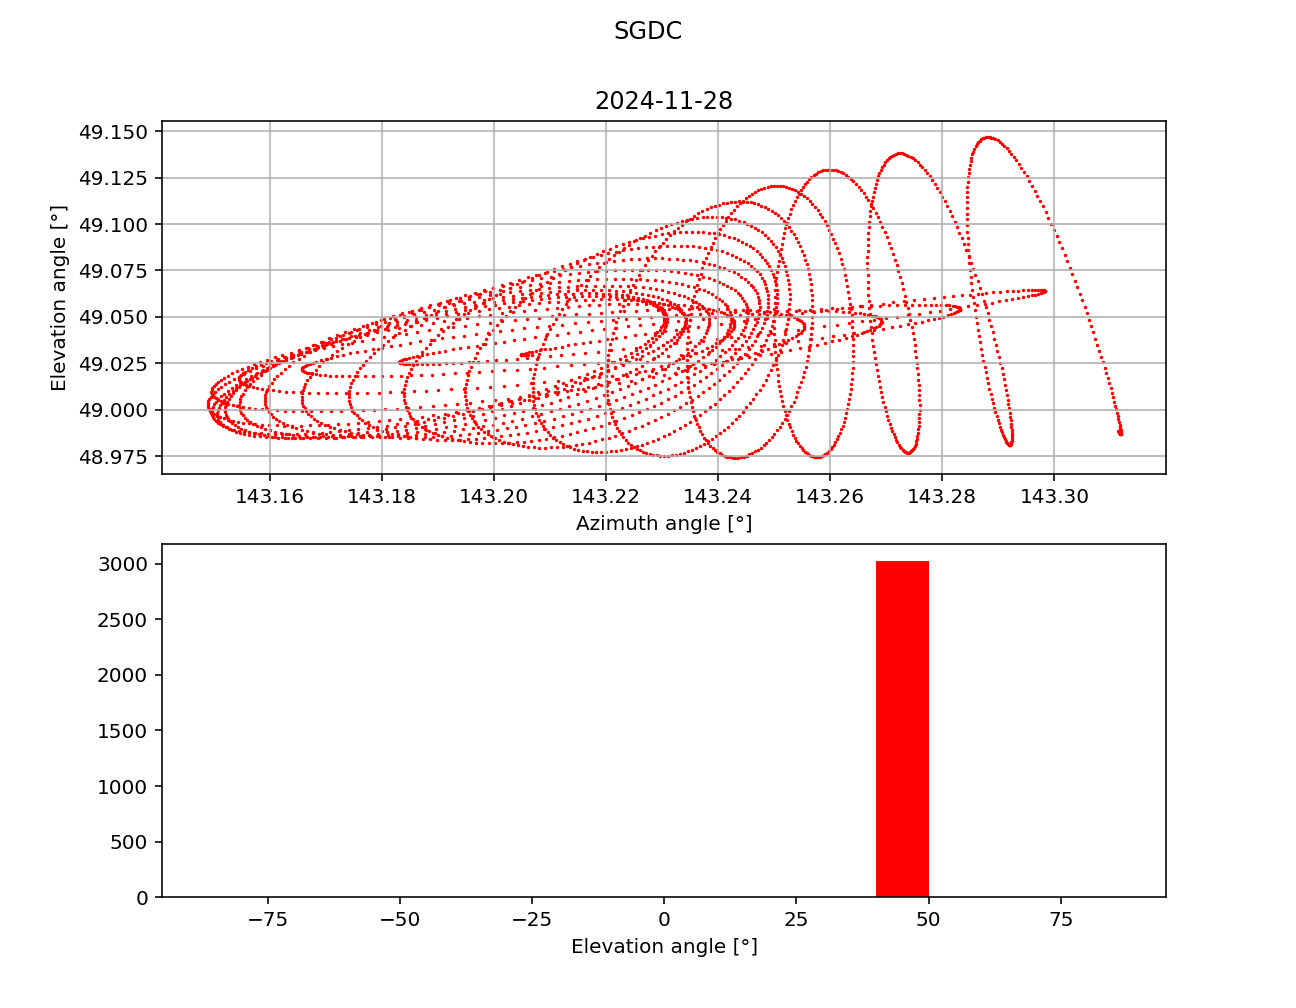 SGDC
2024-11-28
49.150
49.125
49.100
49.075
49.050
49.025
49.000
48.975
Elevation angle [°]
143.16 143.18 143.20 143.22 143.24 143.26 143.28 143.30
Azimuth angle [°]
3000
2500
2000
1500
1000
500
0
−75 −50 −25 0 25 50 75
Elevation angle [°]